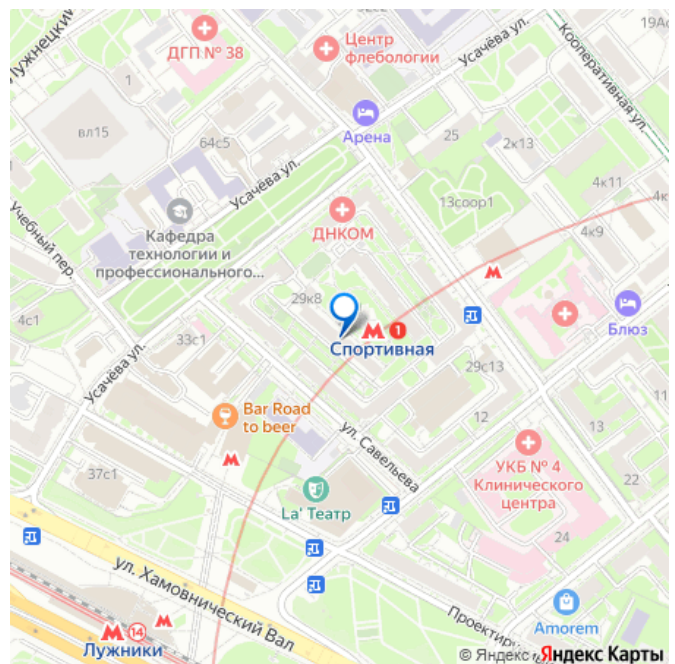 Лужнецкий
ДГП № 38
Центр
флебологии
Усачёва ул.
Кооперативная ул.
1
вл15
64с5
Арена
25
2к13
4к11
Усачёва ул.
13соор1
ДНКОМ
4к9
Учебный пер.
Кафедра
технологии и
профессионального...
29к8
4с1
33с1
1
Спортивная
Блюз
29с13
Усачёва ул.
Bar Road
to beer
12
13
ул. Савельева
37с1
УКБ № 4
Клинического
центра
22
La' Театр
24
ул. Хамовнический Вал
Amorem
14
Лужники
© Яндекс Яндекс Карты